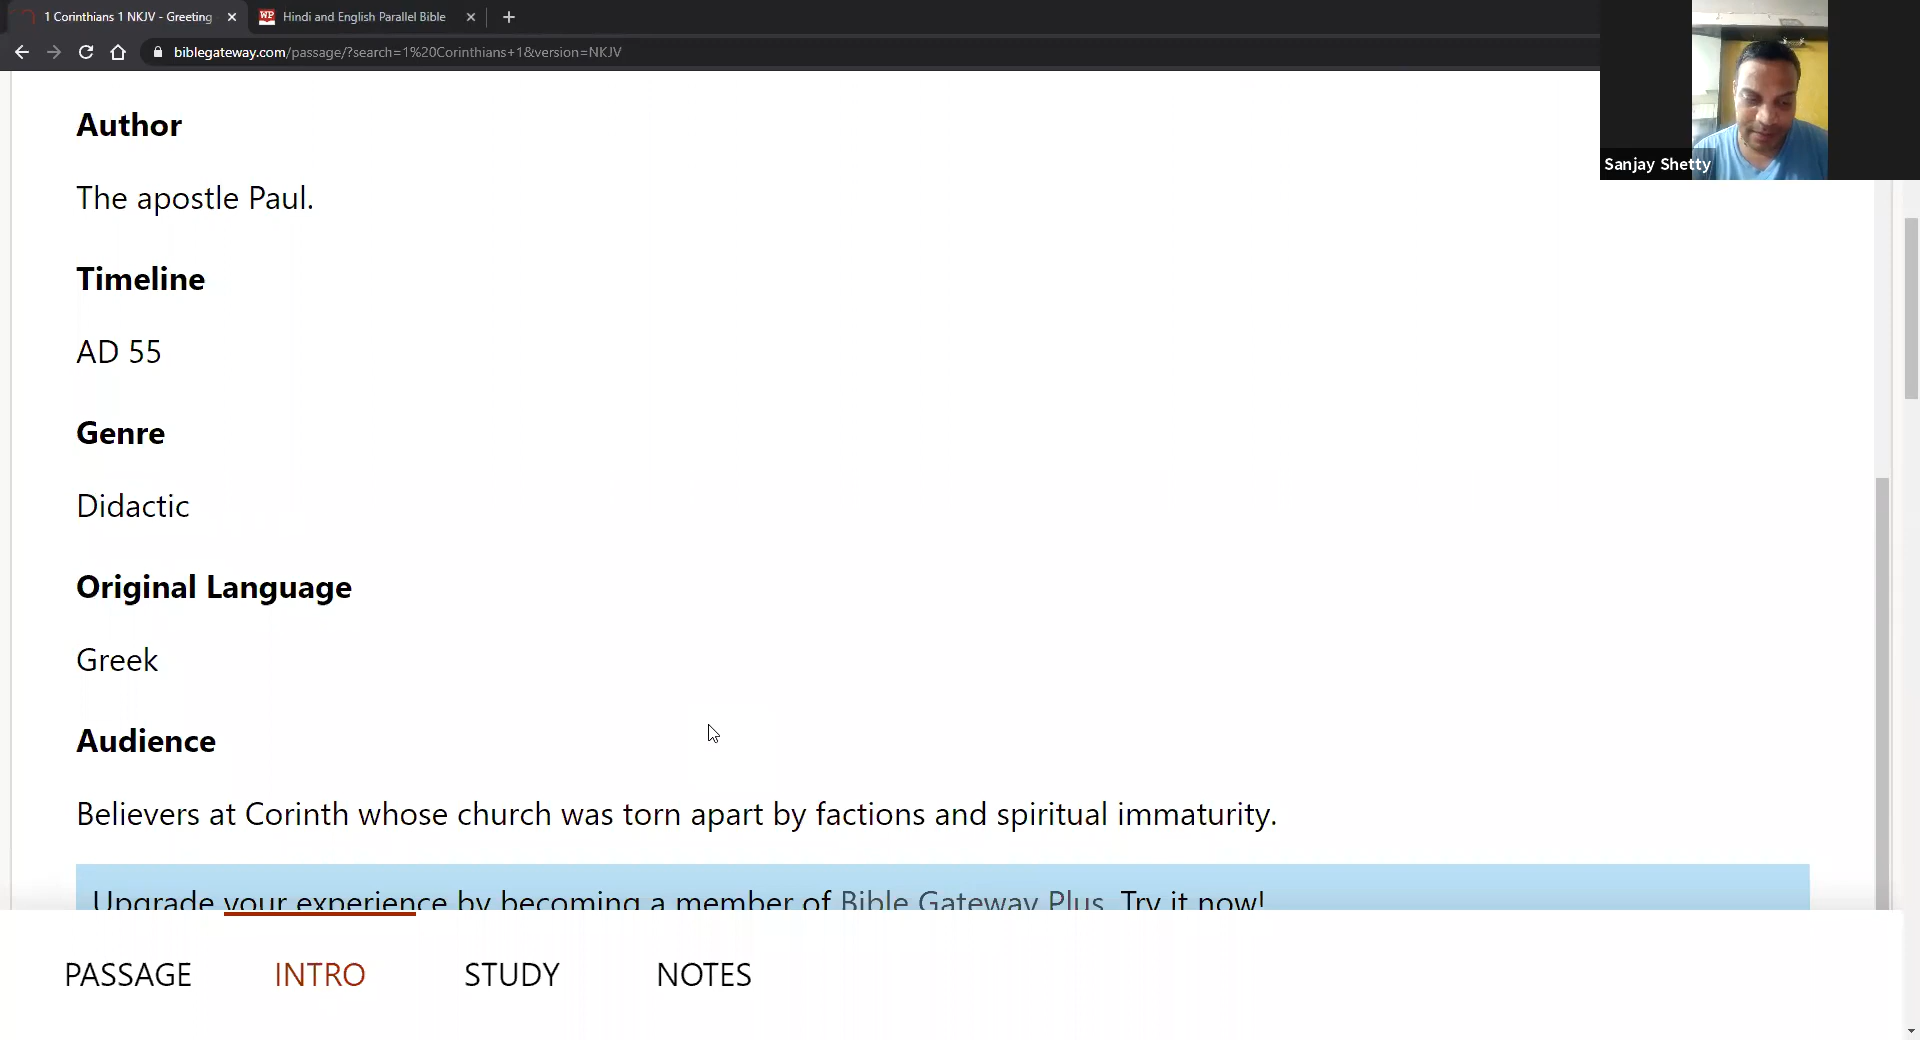 1 Corinthians 1 NKJV - Greeting
WP Hindi and English Parallel Bible
biblegateway.com/passage/?search=1%20Corinthians+1&version=NKJV
Sanjay Shetty
Author
The apostle Paul.
Timeline
AD 55
Genre
Didactic
Original Language
Greek
Audience
Believers at Corinth whose church was torn apart by factions and spiritual immaturity.
Upgrade your experience by becoming a member of Bible Gateway Plus. Try it now!
PASSAGE INTRO STUDY NOTES